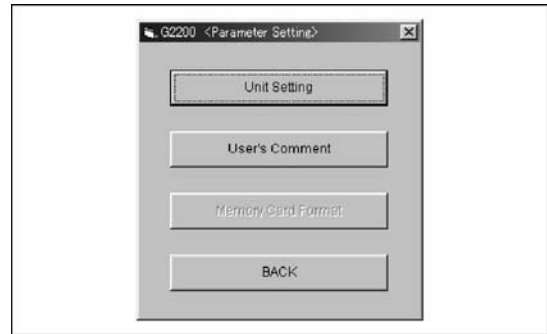 G2200 <Parameter Setting>
Unit Setting
User's Comment
Memory Card Format
BACK